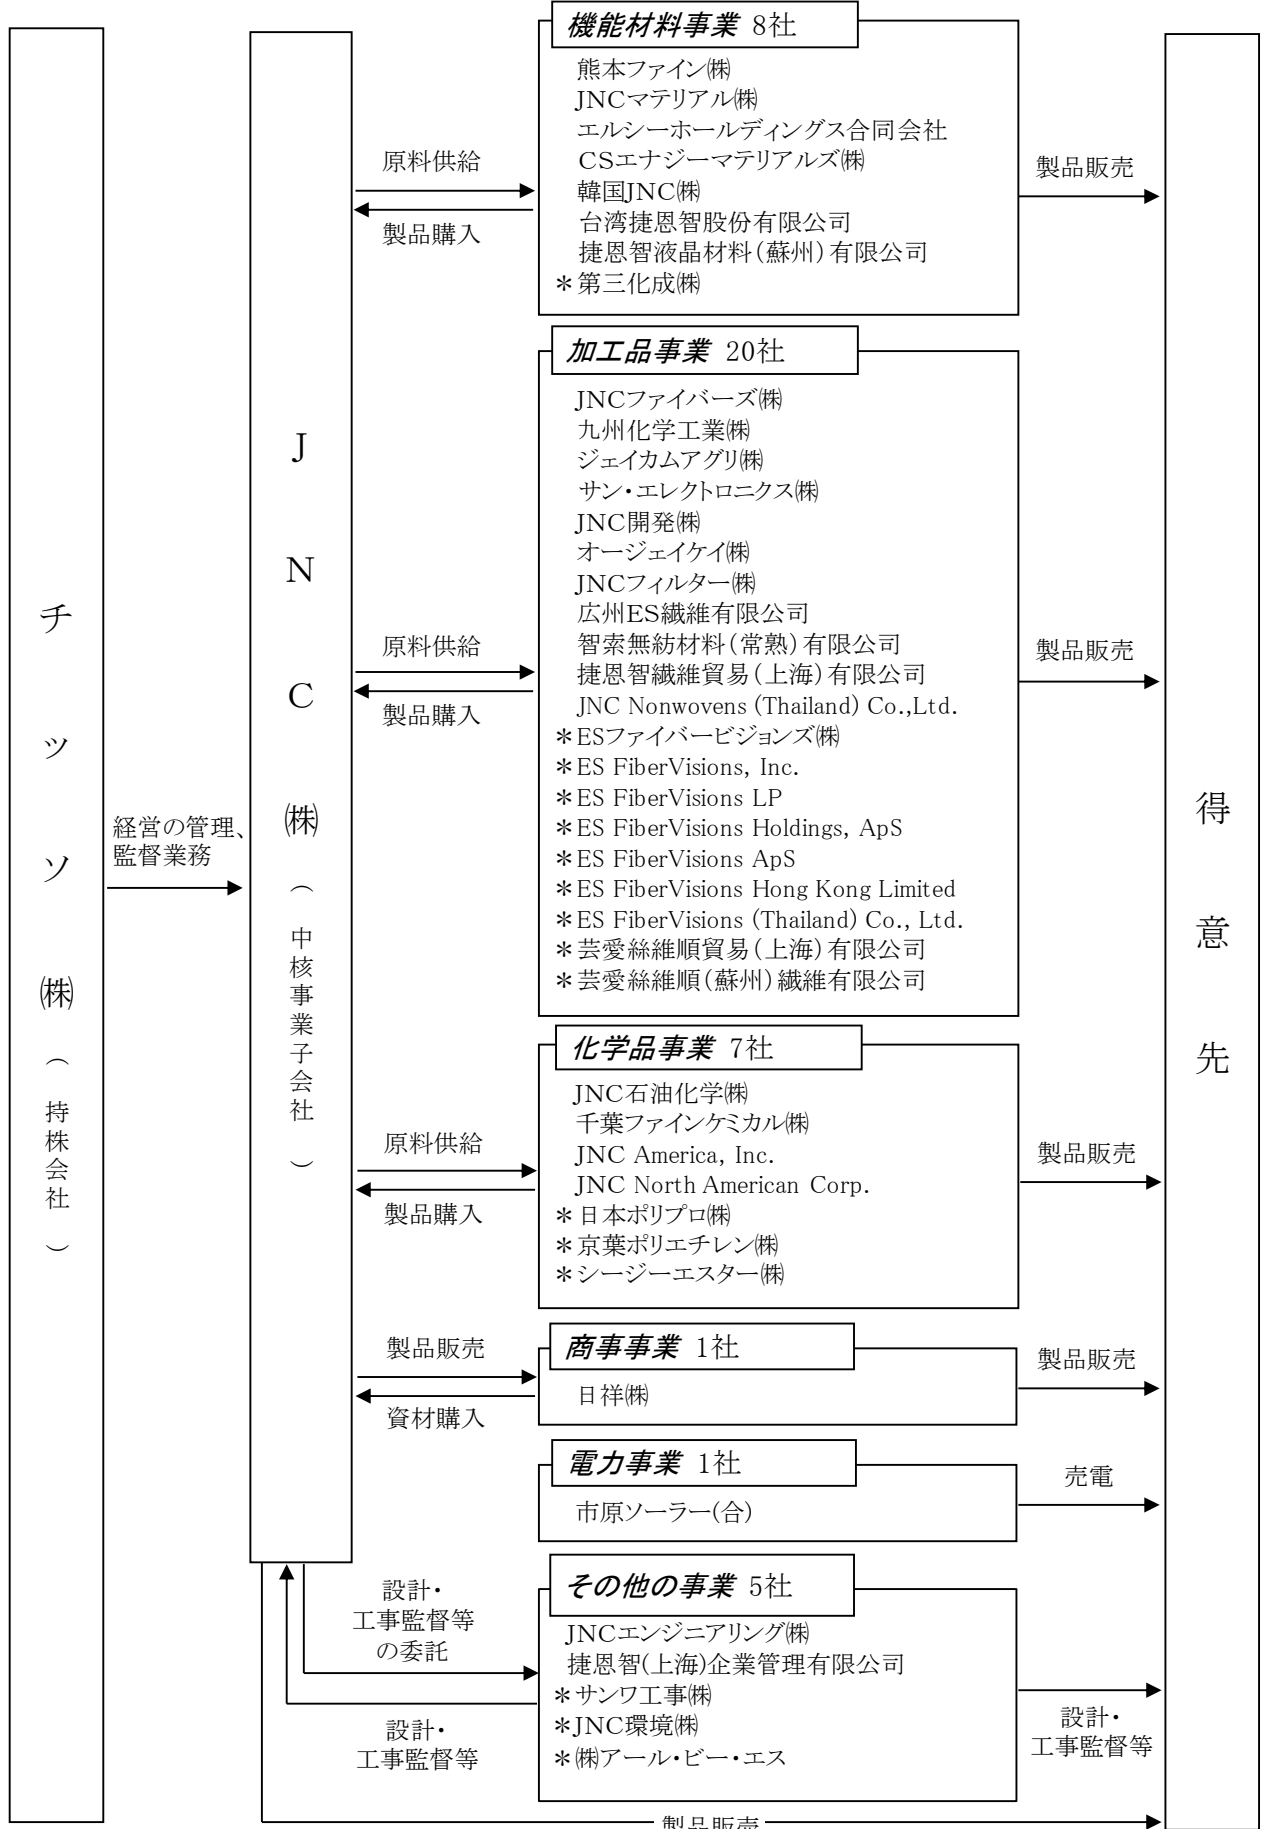 チッソ㈱（持株会社）
経営の管理、
監督業務
JNC㈱（中核事業子会社）
原料供給
製品購入
機能材料事業 8社
熊本ファイン㈱
JNCマテリアル㈱
エルシーホールディングス合同会社
CSエナジーマテリアルズ㈱
韓国JNC㈱
台湾捷恩智股份有限公司
捷恩智液晶材料（蘇州）有限公司
＊第三化成㈱
製品販売
原料供給
製品購入
加工品事業 20社
JNCファイバーズ㈱
九州化学工業㈱
ジェイカムアグリ㈱
サン・エレクトロニクス㈱
JNC開発㈱
オージェイケイ㈱
JNCフィルター㈱
広州ES繊維有限公司
智索無紡材料（常熟）有限公司
捷恩智繊維貿易（上海）有限公司
JNC Nonwovens (Thailand) Co.,Ltd.
＊ESファイバービジョンズ㈱
＊ES FiberVisions, Inc.
＊ES FiberVisions LP
＊ES FiberVisions Holdings, ApS
＊ES FiberVisions ApS
＊ES FiberVisions Hong Kong Limited
＊ES FiberVisions (Thailand) Co., Ltd.
＊芸愛絲維順貿易（上海）有限公司
＊芸愛絲維順（蘇州）繊維有限公司
製品販売
原料供給
製品購入
化学品事業 7社
JNC石油化学㈱
千葉ファインケミカル㈱
JNC America, Inc.
JNC North American Corp.
＊日本ポリプロ㈱
＊京葉ポリエチレン㈱
＊シージーエスター㈱
製品販売
製品販売
資材購入
商事事業 1社
日祥㈱
製品販売
電力事業 1社
市原ソーラー(合)
売電
設計・
工事監督等
の委託
設計・
工事監督等
その他の事業 5社
JNCエンジニアリング㈱
捷恩智(上海)企業管理有限公司
＊サンワ工事㈱
＊JNC環境㈱
＊㈱アール・ビー・エス
設計・
工事監督等
製品販売
得意先